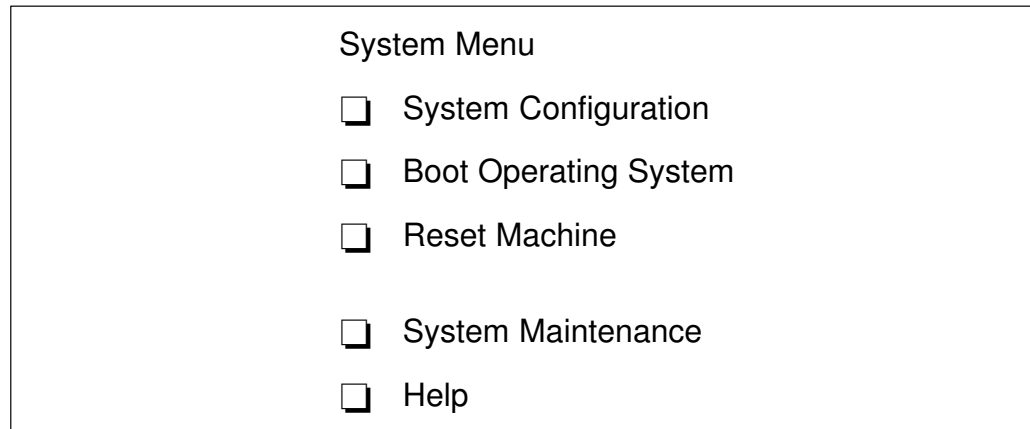 System Menu
System Configuration
Boot Operating System
Reset Machine
System Maintenance
Help